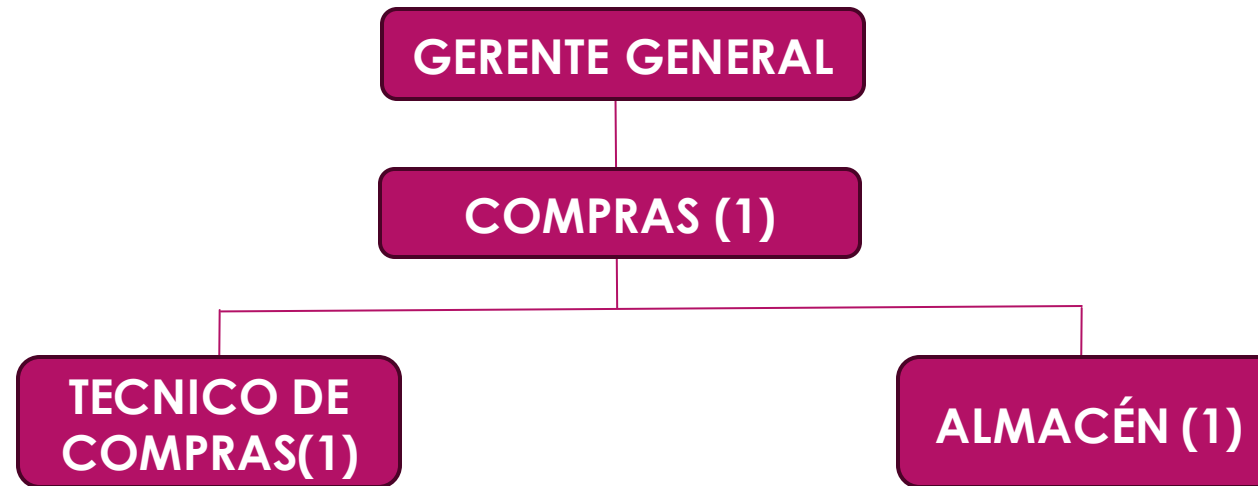 GERENTE GENERAL
COMPRAS (1)
TECNICO DE
COMPRAS(1)
ALMACÉN (1)